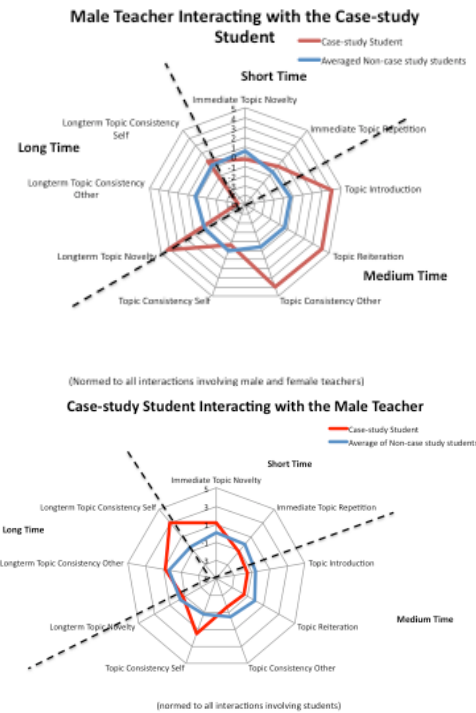 Male Teacher Interacting with the Case-study
Student
Case-study Student
Averaged Non-case study students
Short Time
Immediate Topic Novelty
Longterm Topic Consistency
Self
Immediate Topic Repetition
Long Time
Longterm Topic Consistency
Other
Topic Introduction
Longterm Topic Novelty
Topic Reiteration
Medium Time
Topic Consistency Self
Topic Consistency Other
(Normed to all interactions involving male and female teachers)
Case-study Student Interacting with the Male Teacher
Case-study Student
Average of Non-case study students
Short Time
Immediate Topic Novelty
Longterm Topic Consistency Self
Immediate Topic Repetition
Long Time
Longterm Topic Consistency Other
Topic Introduction
Longterm Topic Novelty
Topic Reiteration
Medium Time
Topic Consistency Self
Topic Consistency Other
(normed to all interactions involving students)